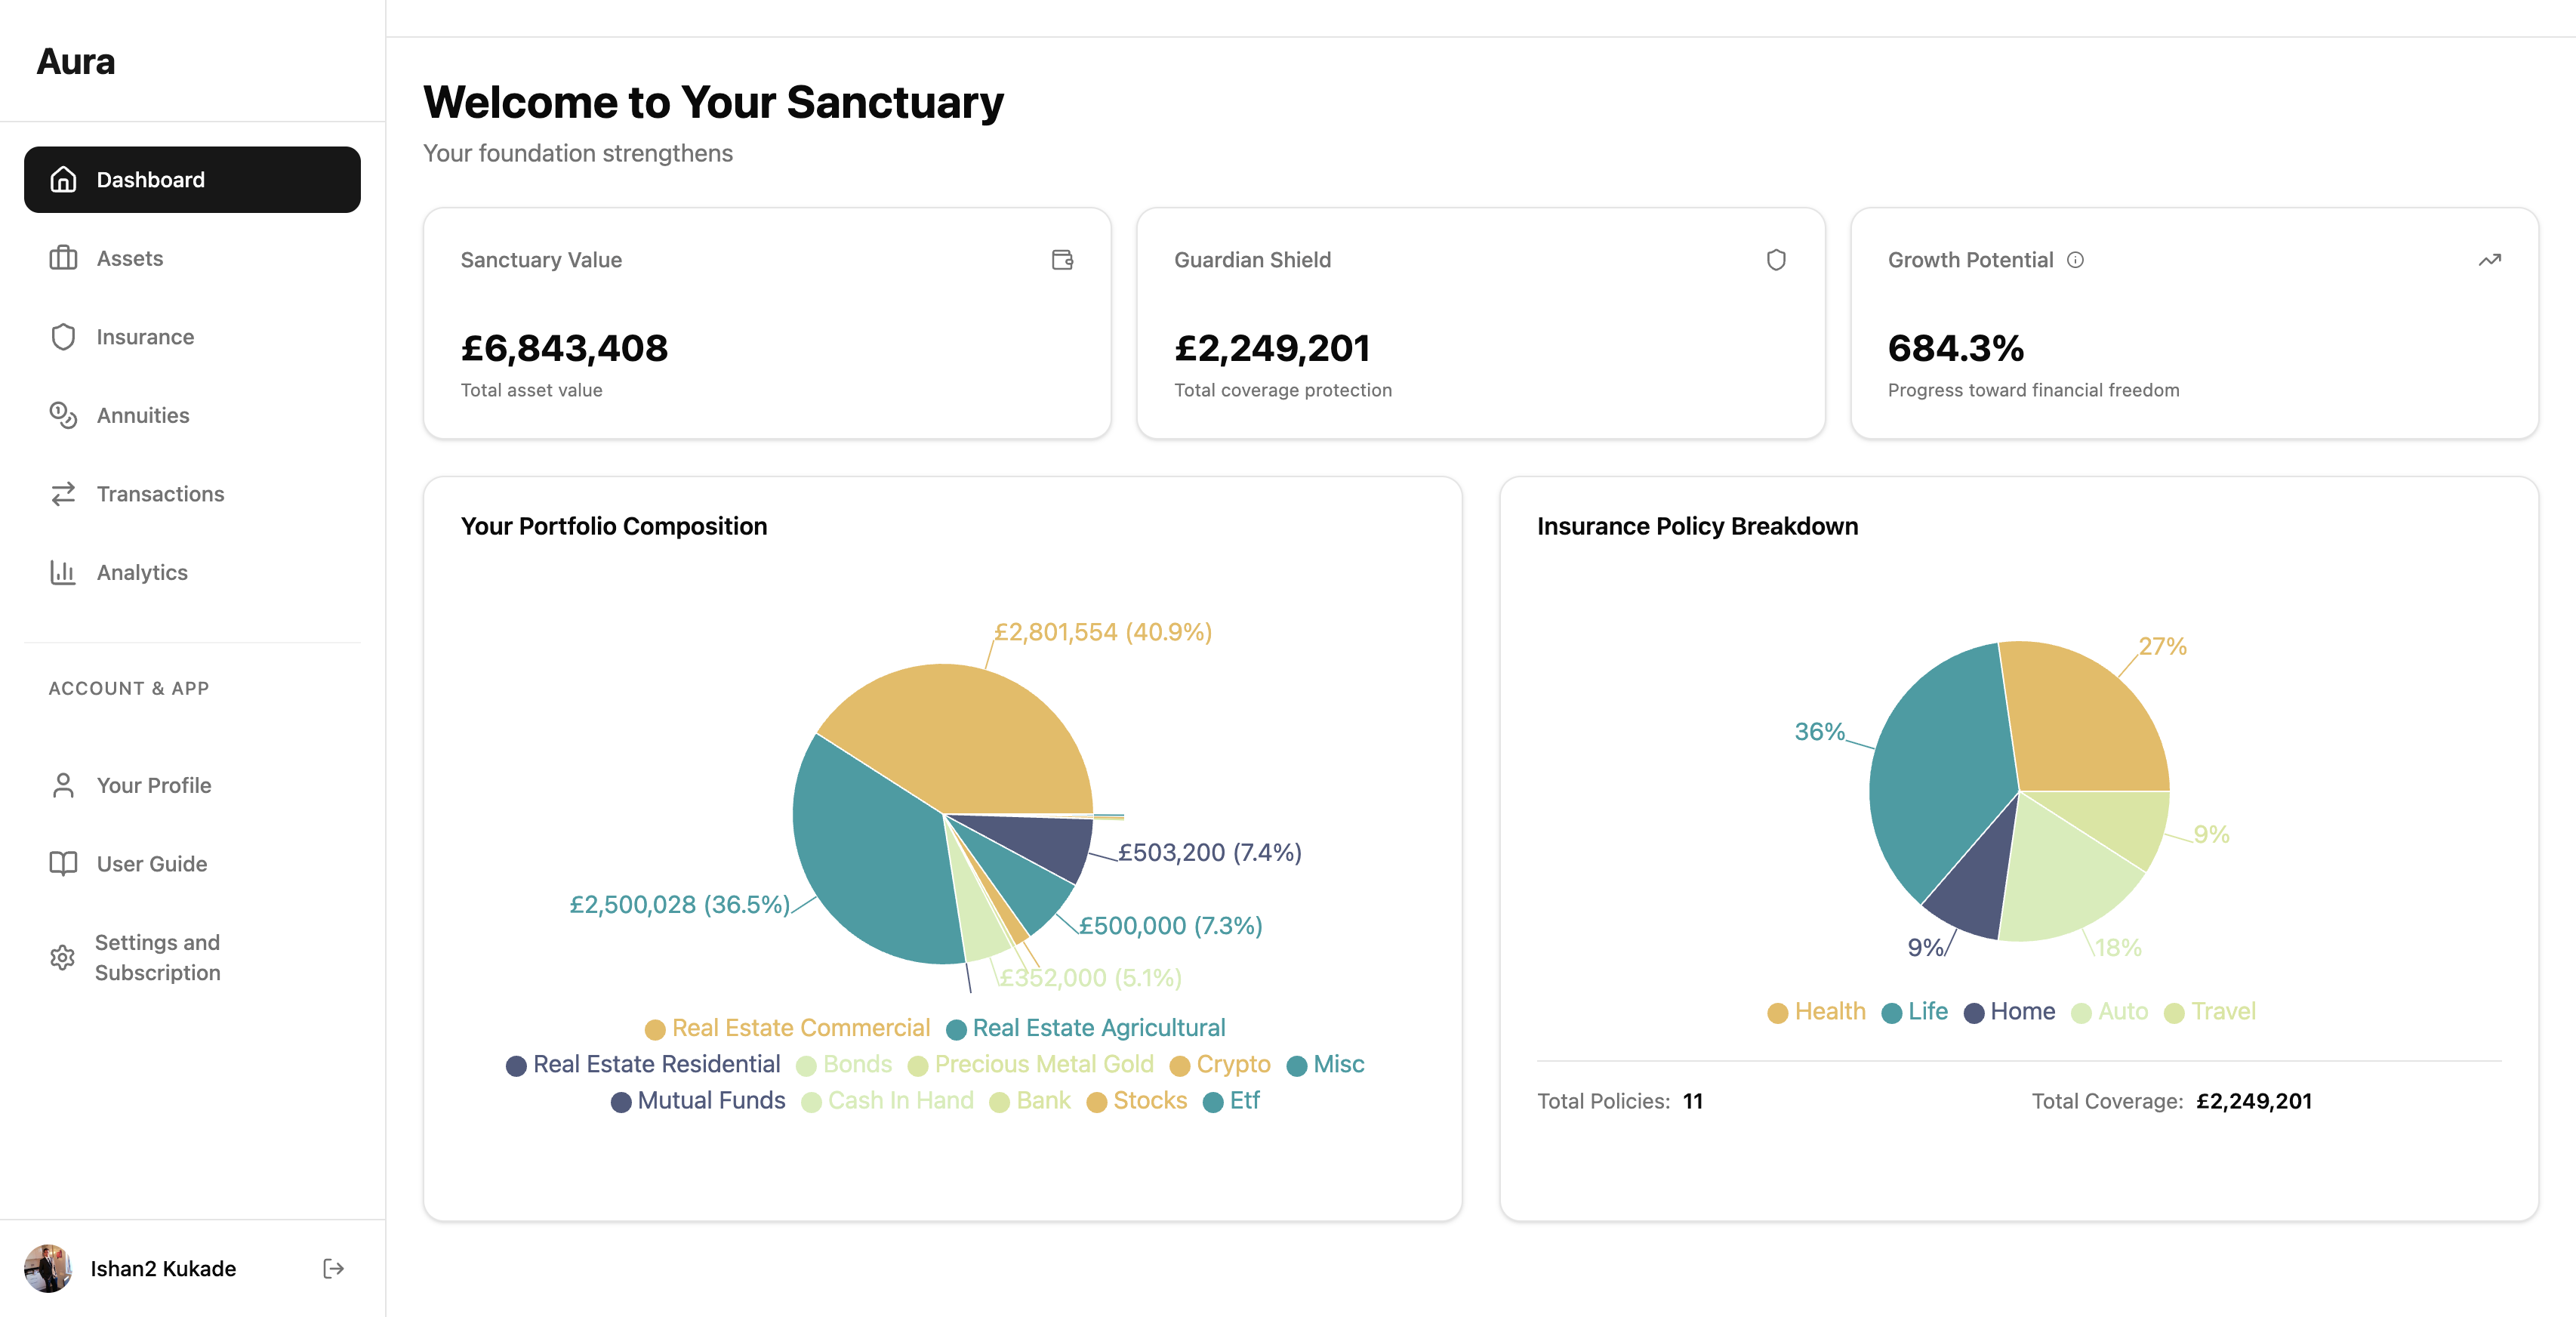 Aura
Dashboard
Assets
Insurance
Annuities
Transactions
Analytics
ACCOUNT & APP
Your Profile
User Guide
Settings and
Subscription
Ishan2 Kukade
Welcome to Your Sanctuary
Your foundation strengthens
Sanctuary Value
£6,843,408
Total asset value
Guardian Shield
£2,249,201
Total coverage protection
Growth Potential
684.3%
Progress toward financial freedom
Your Portfolio Composition
£2,801,554 (40.9%)
£503,200 (7.4%)
£2,500,028 (36.5%)
£500,000 (7.3%)
£352,000 (5.1%)
Real Estate Commercial Real Estate Agricultural
Real Estate Residential Bonds Precious Metal Gold Crypto Misc
Mutual Funds Cash In Hand Bank Stocks Etf
Insurance Policy Breakdown
27%
36%
9%
9%
18%
Health Life Home Auto Travel
Total Policies: 11
Total Coverage: £2,249,201